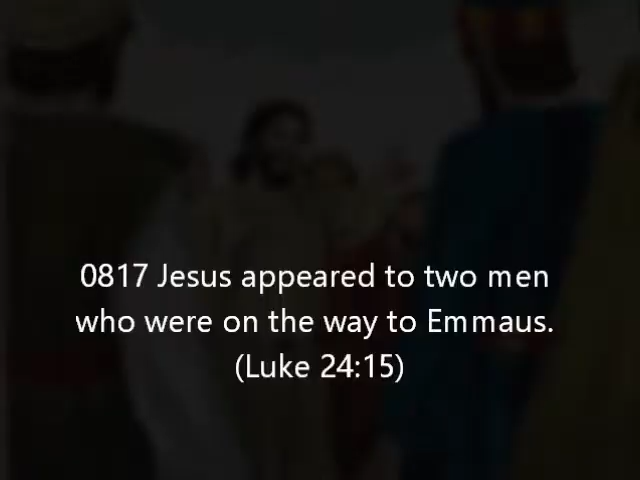 0817 Jesus appeared to two men
who were on the way to Emmaus.
(Luke 24:15)